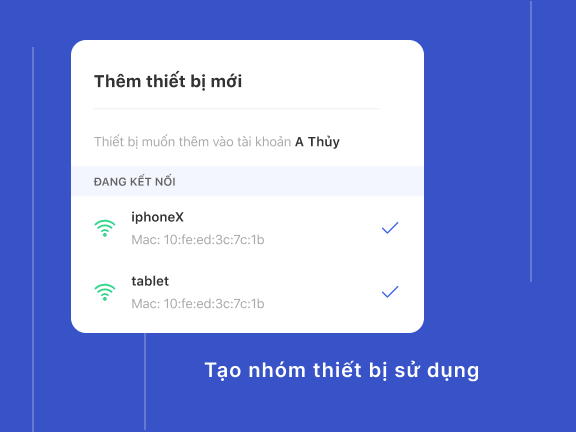 Thêm thiết bị mới
Thiết bị muốn thêm vào tài khoản A Thủy
ĐANG KẾT NỐI
iphoneX
Mac: 10:fe:ed:3c:7c:1b
tablet
Mac: 10:fe:ed:3c:7c:1b
Tạo nhóm thiết bị sử dụng